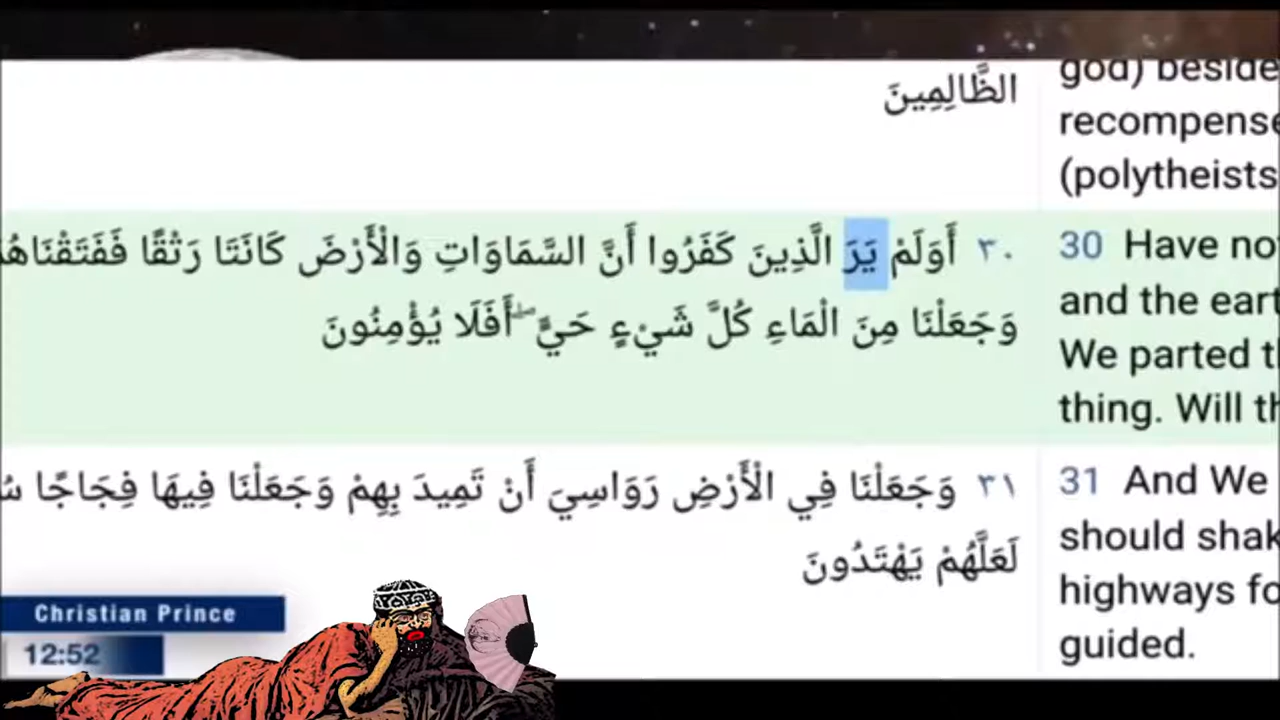 god) beside
الظَّالِمِينَ
recompense
(polytheists
٣٠ أَوَلَمْ يَرَ الَّذِينَ كَفَرُوا أَنَّ السَّمَاوَاتِ وَالْأَرْضَ كَانَتَا رَتْقًا فَفَتَقْنَاهُ
30 Have no
and the eart
وَجَعَلْنَا مِنَ الْمَاءِ كُلَّ شَيْءٍ حَيٍّ ۖ أَفَلَا يُؤْمِنُونَ
We parted t
thing. Will th
٣١ وَجَعَلْنَا فِي الْأَرْضِ رَوَاسِيَ أَنْ تَمِيدَ بِهِمْ وَجَعَلْنَا فِيهَا فِجَاجًا سُ
31 And We
should shak
لَعَلَّهُمْ يَهْتَدُونَ
highways fo
guided.
Christian Prince
12:52